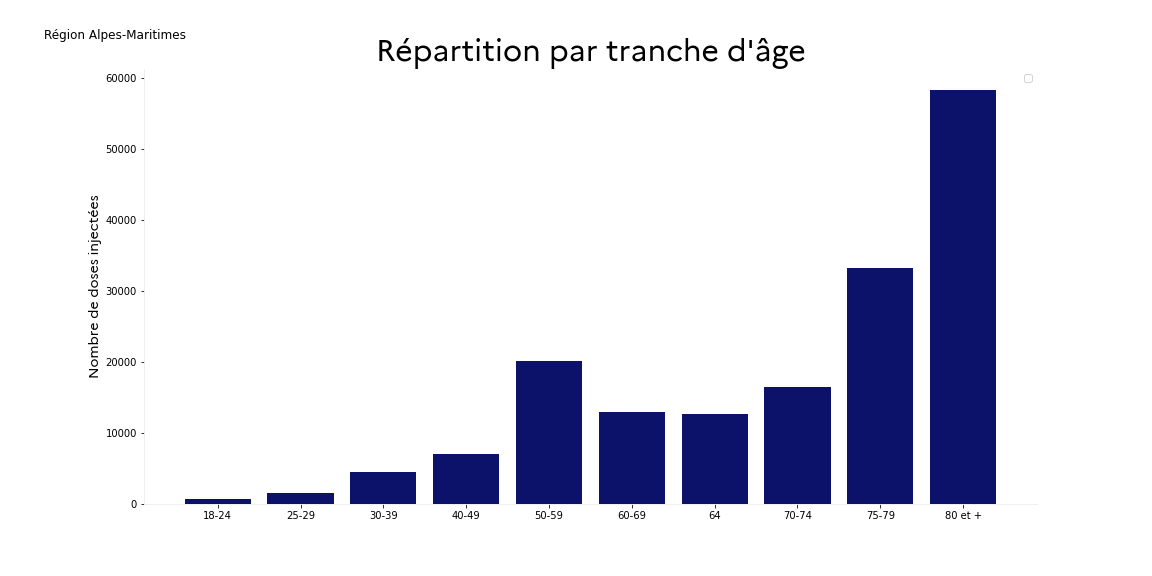 Région Alpes-Maritimes
Répartition par tranche d'âge
Nombre de doses injectées
60000
50000
40000
30000
20000
10000
0
18-24 25-29 30-39 40-49 50-59 60-69 64 70-74 75-79 80 et +